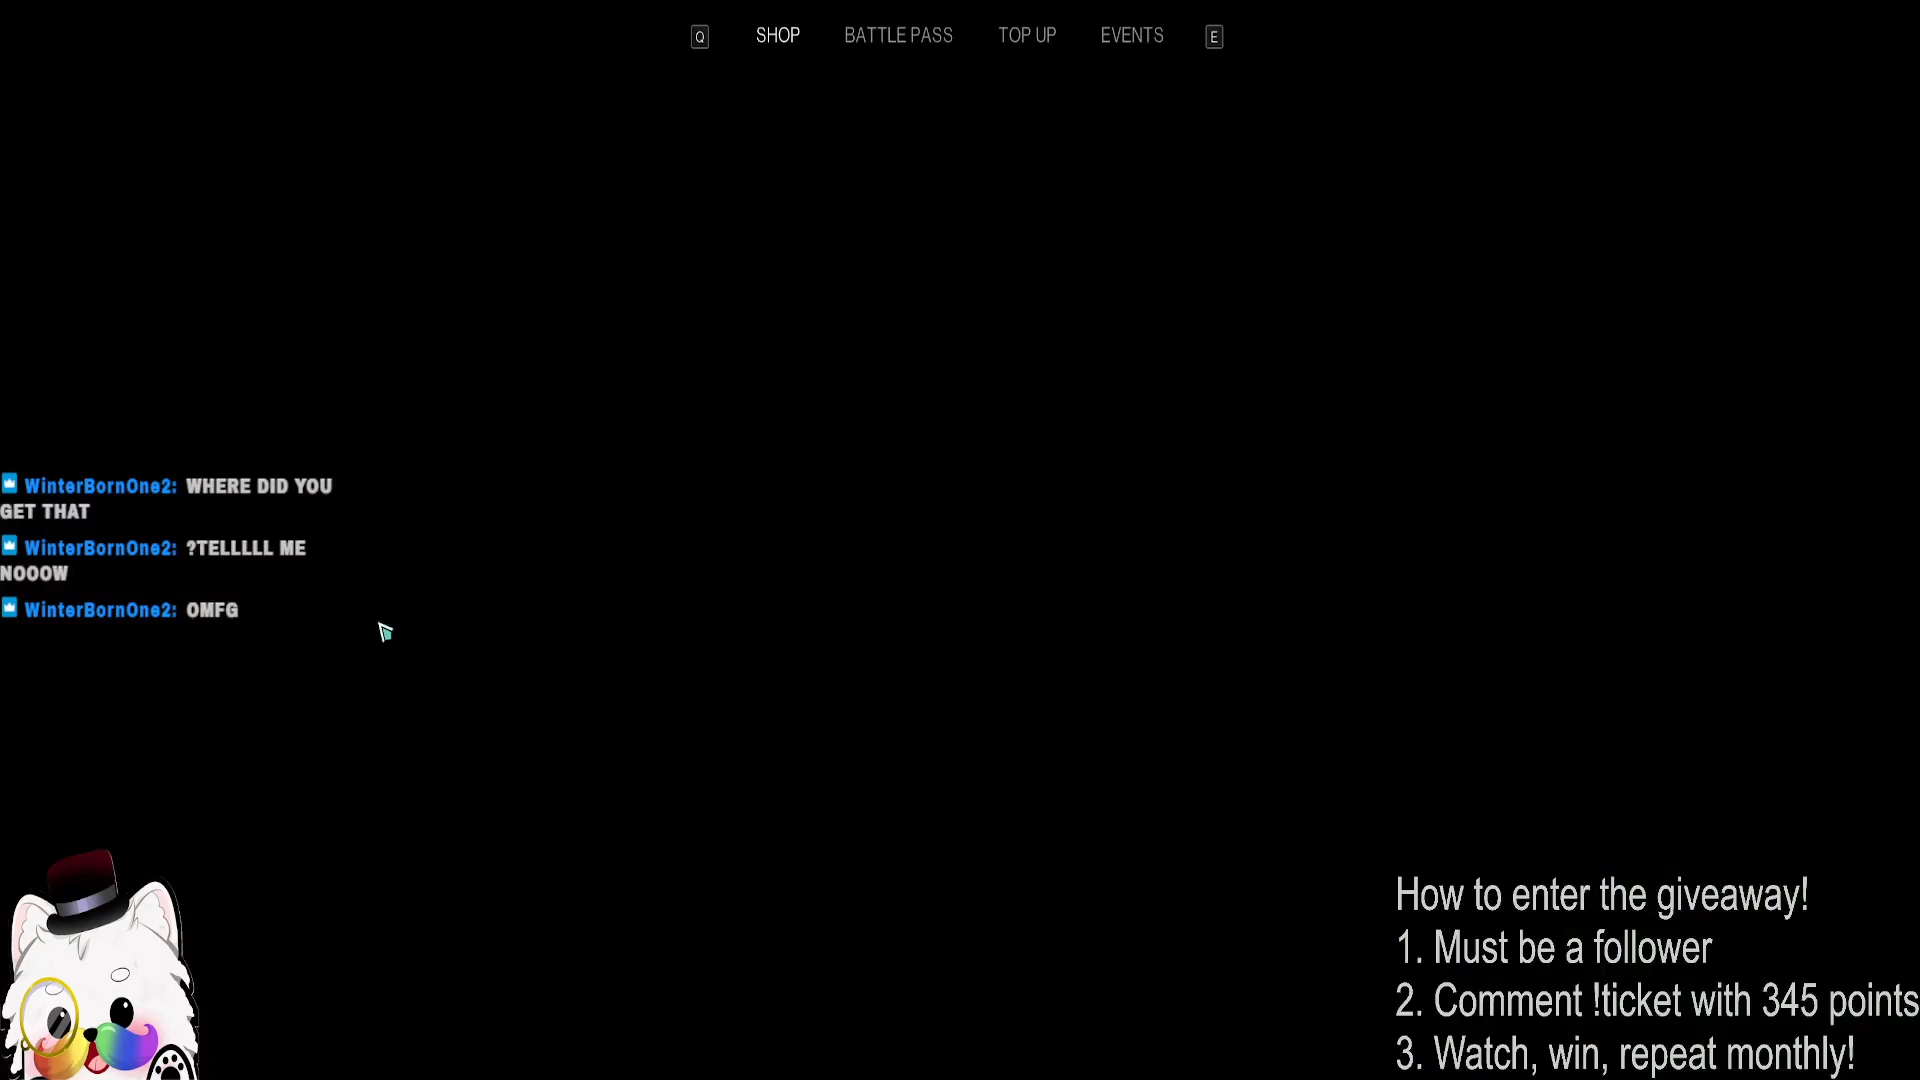 Q SHOP BATTLE PASS TOP UP EVENTS E
WinterBornOne2: WHERE DID YOU
GET THAT
WinterBornOne2: ?TELLLLL ME
NOOOW
WinterBornOne2: OMFG
How to enter the giveaway!
1. Must be a follower
2. Comment !ticket with 345 points
3. Watch, win, repeat monthly!